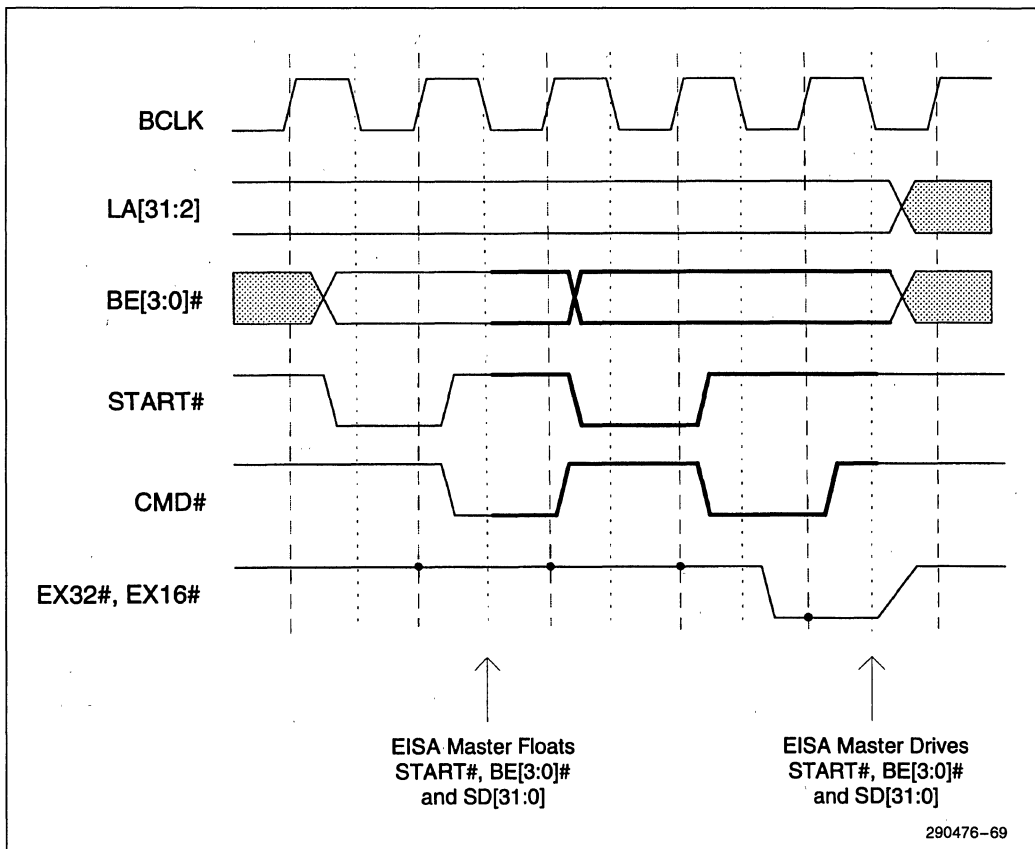 BCLK
LA[31:2]
BE[3:0]#
START#
CMD#
EX32#, EX16#
EISA Master Floats
START#, BE[3:0]#
and SD[31:0]
EISA Master Drives
START#, BE[3:0]#
and SD[31:0]
290476–69